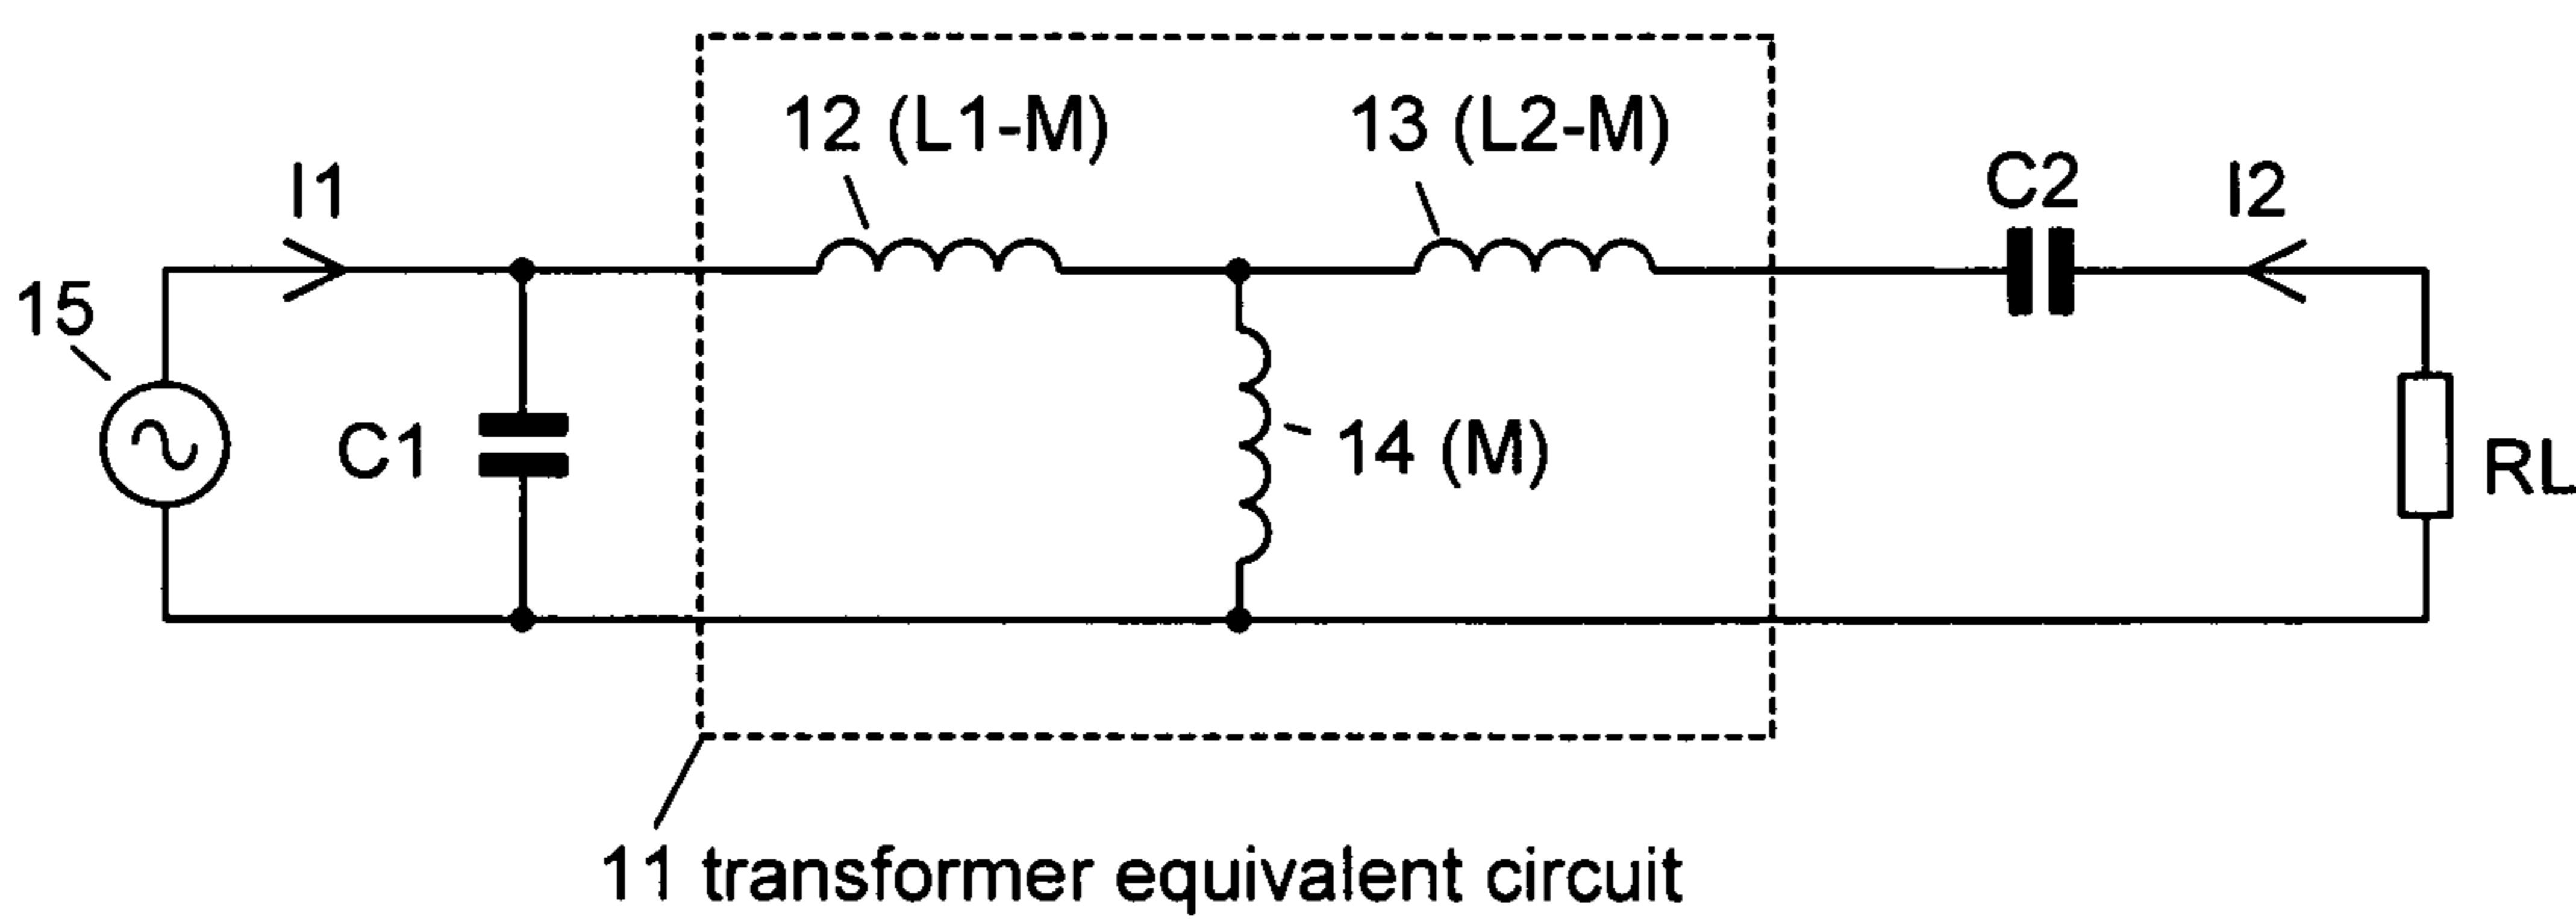 12 (L1-M)
13 (L2-M)
I1
C2
I2
15
C1
14 (M)
RL
11 transformer equivalent circuit